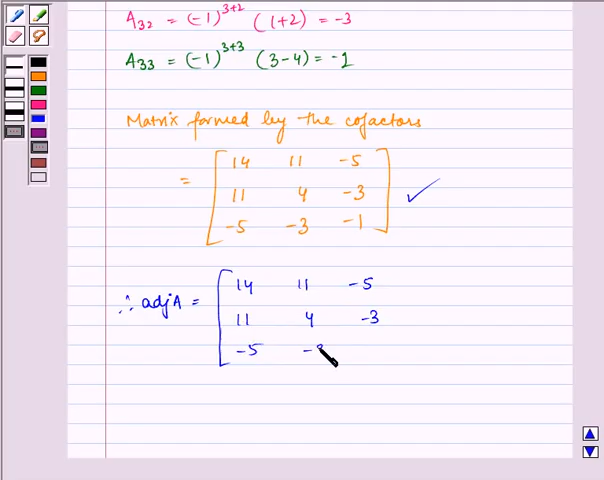 A₃₂ = (-1)³⁺² (1+2) = -3
A₃₃ = (-1)³⁺³ (3-4) = -1
Matrix formed by the cofactors
= [ 14 11 -5
11 4 -3
-5 -3 -1 ] ✓
∴ adjA = [ 14 11 -5
11 4 -3
-5